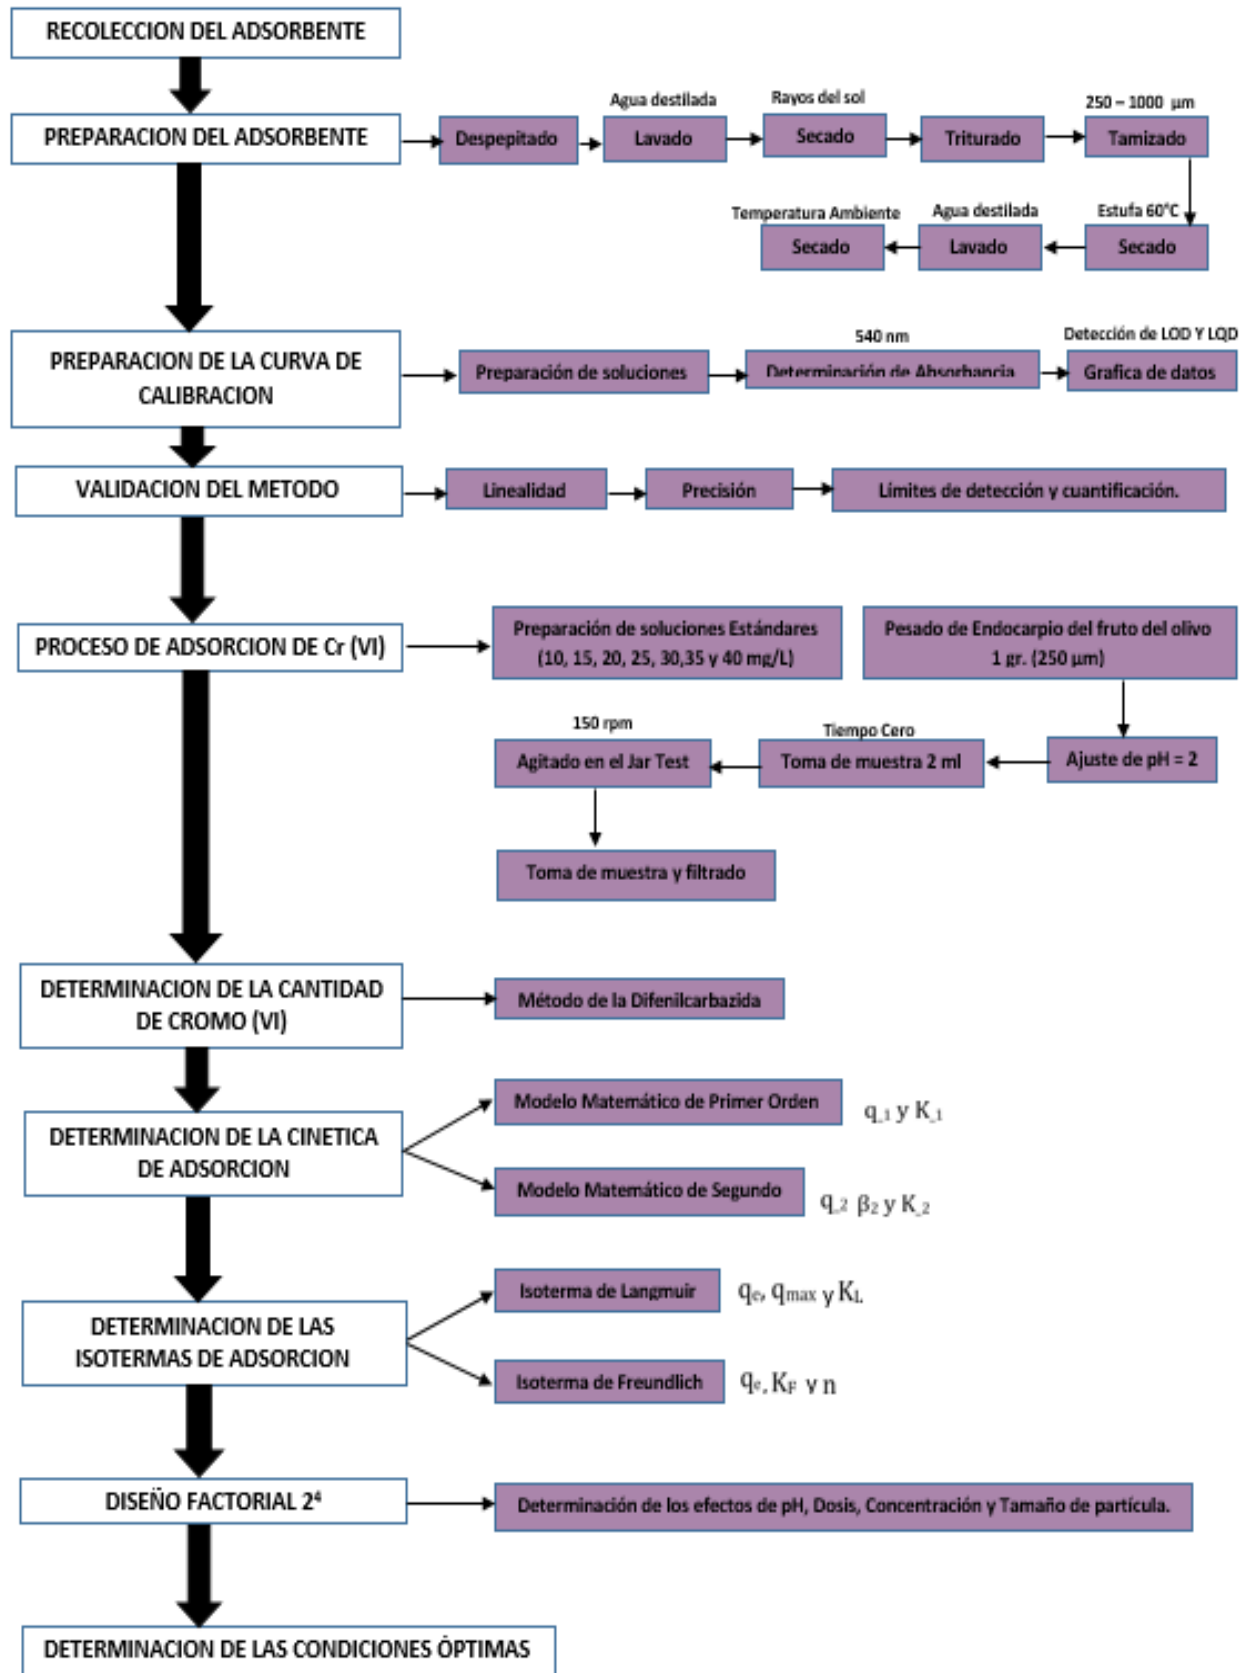 RECOLECCION DEL ADSORBENTE
PREPARACION DEL ADSORBENTE
Despepitado
Agua destilada
Lavado
Rayos del sol
Secado
Triturado
250 – 1000 µm
Tamizado
Estufa 60°C
Secado
Agua destilada
Lavado
Temperatura Ambiente
Secado
PREPARACION DE LA CURVA DE
CALIBRACION
Preparación de soluciones
540 nm
Determinación de Absorbancia
Detección de LOD Y LQD
Grafica de datos
VALIDACION DEL METODO
Linealidad
Precisión
Límites de detección y cuantificación.
PROCESO DE ADSORCION DE Cr (VI)
Preparación de soluciones Estándares
(10, 15, 20, 25, 30,35 y 40 mg/L)
Pesado de Endocarpio del fruto del olivo
1 gr. (250 µm)
Ajuste de pH = 2
Tiempo Cero
Toma de muestra 2 ml
150 rpm
Agitado en el Jar Test
Toma de muestra y filtrado
DETERMINACION DE LA CANTIDAD
DE CROMO (VI)
Método de la Difenilcarbazida
DETERMINACION DE LA CINETICA
DE ADSORCION
Modelo Matemático de Primer Orden
q_1 y K_1
Modelo Matemático de Segundo
q_2 β2 y K_2
DETERMINACION DE LAS
ISOTERMAS DE ADSORCION
Isoterma de Langmuir
qe, qmax y KL
Isoterma de Freundlich
qe, KF y n
DISEÑO FACTORIAL 2⁴
Determinación de los efectos de pH, Dosis, Concentración y Tamaño de partícula.
DETERMINACION DE LAS CONDICIONES ÓPTIMAS